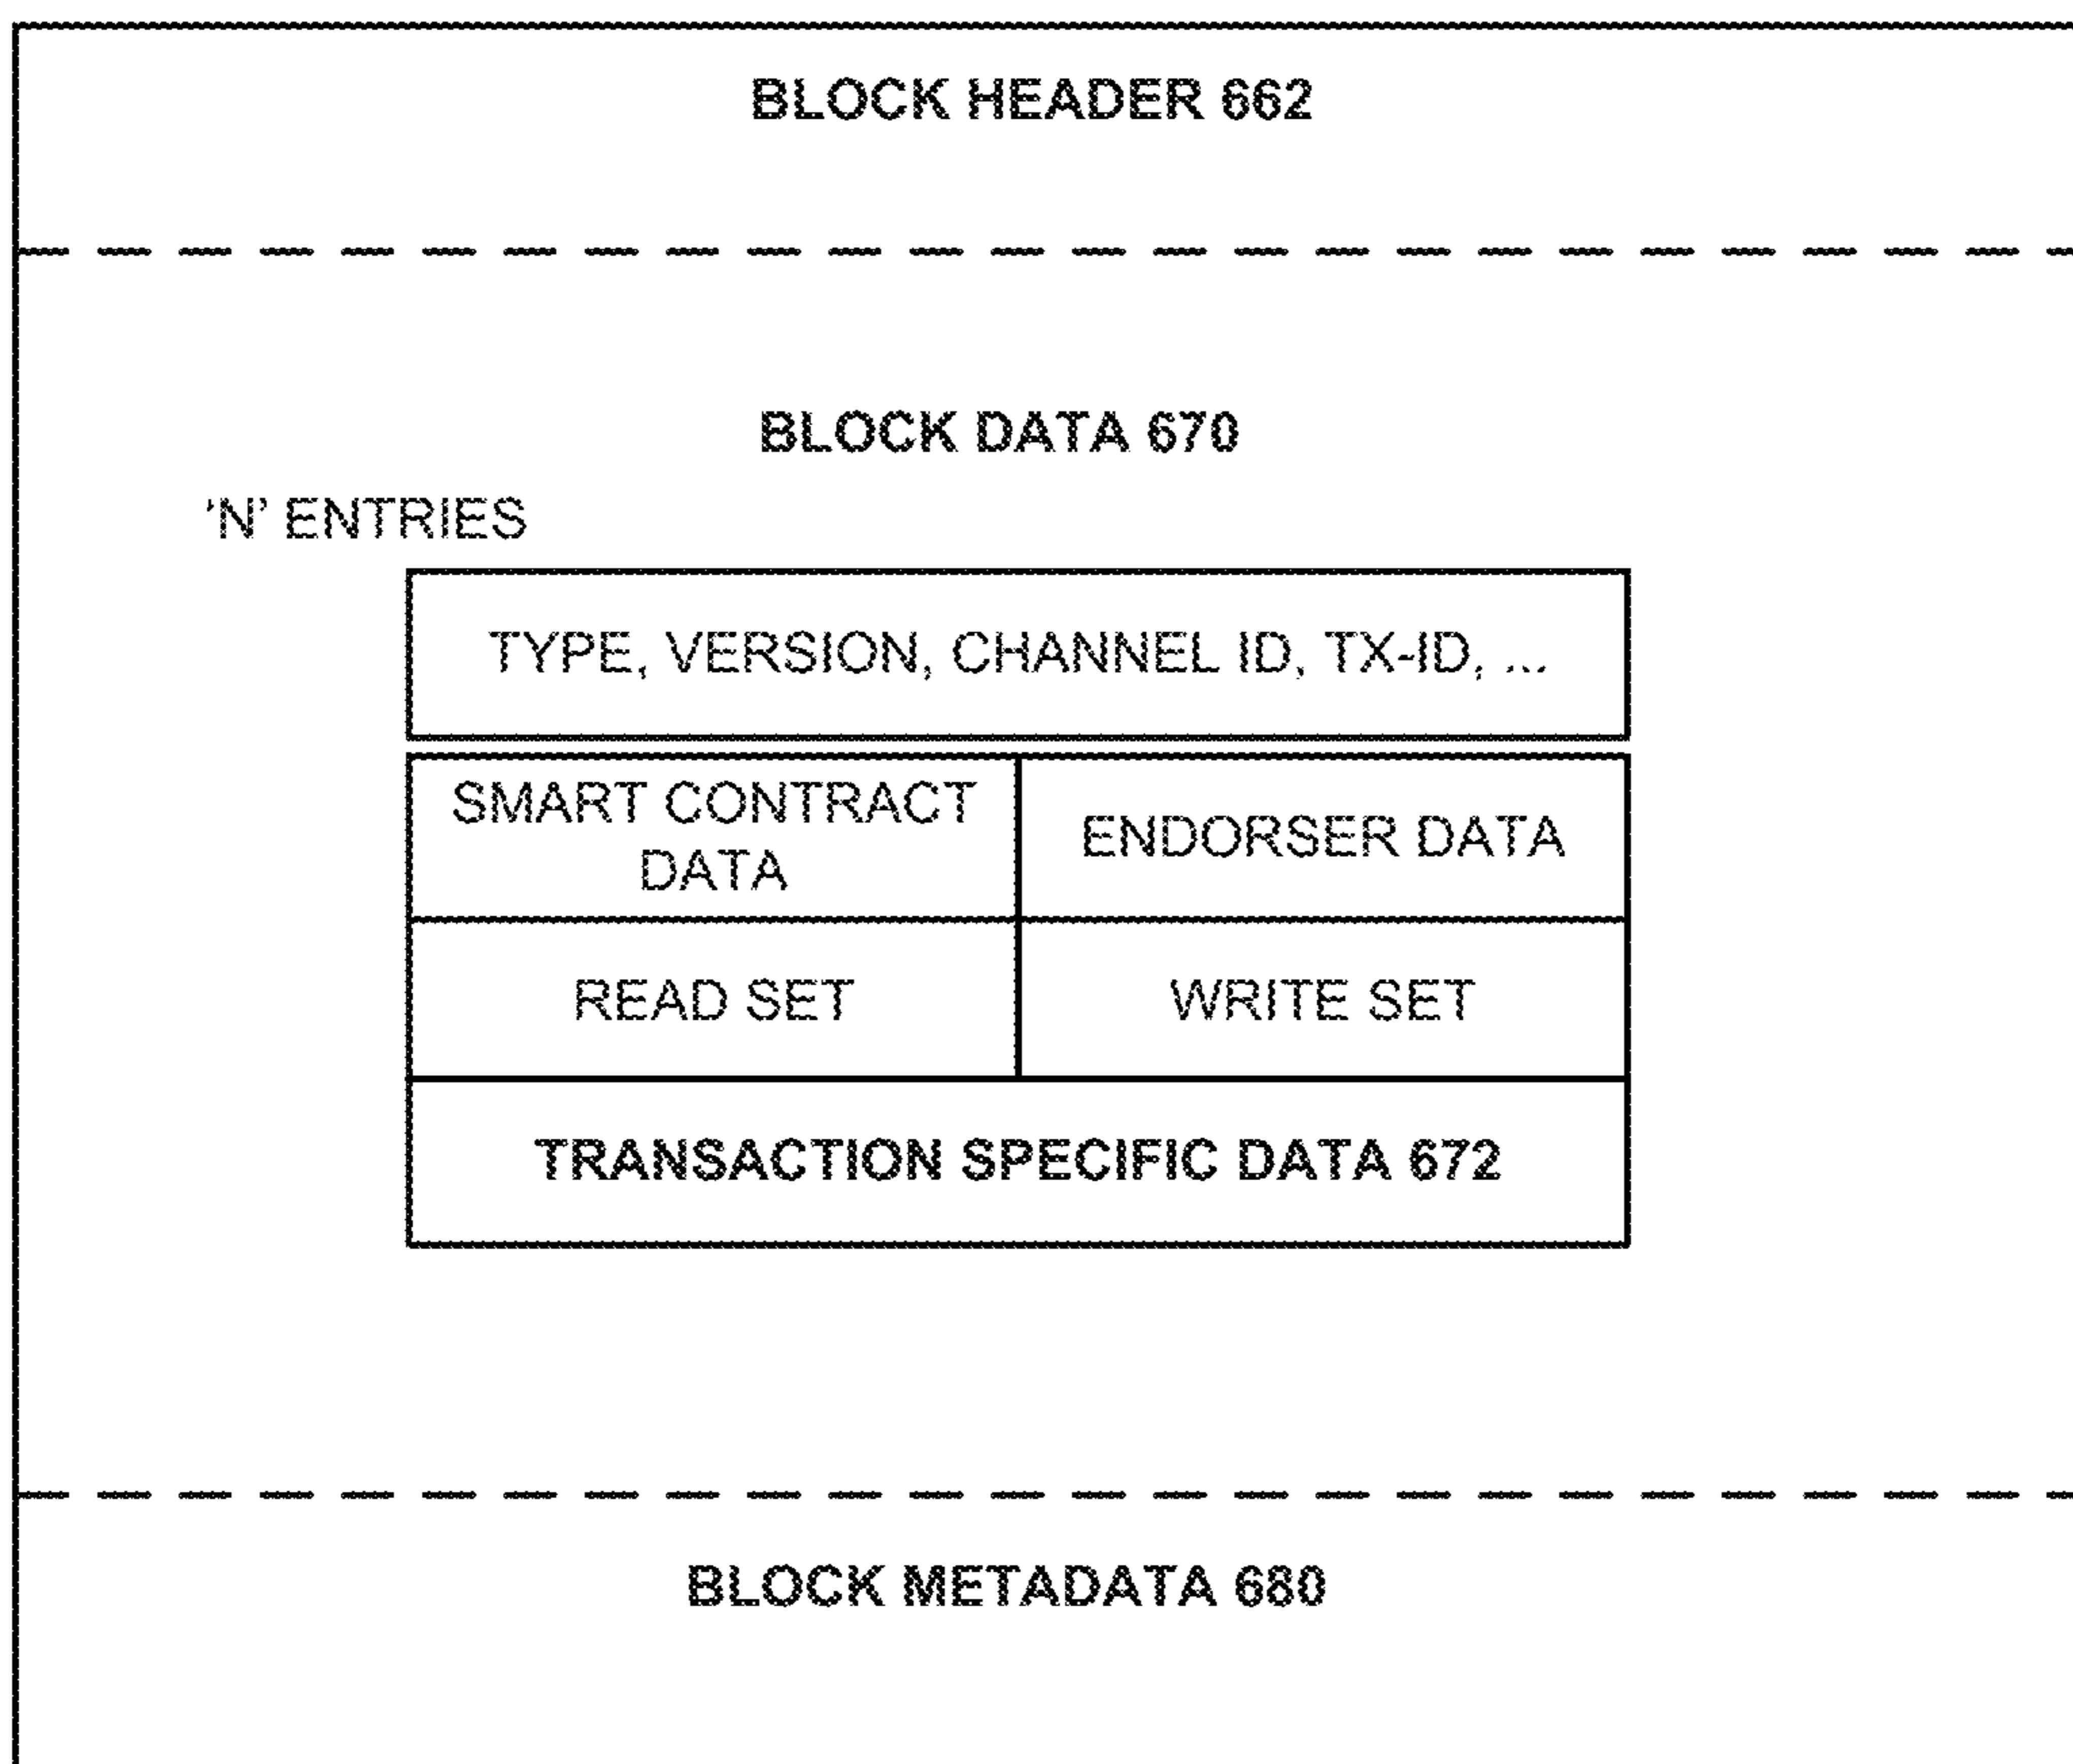 BLOCK HEADER 662
BLOCK DATA 670
'N' ENTRIES
TYPE, VERSION, CHANNEL ID, TX-ID, ...
SMART CONTRACT
DATA
ENDORSER DATA
READ SET
WRITE SET
TRANSACTION SPECIFIC DATA 672
BLOCK METADATA 680